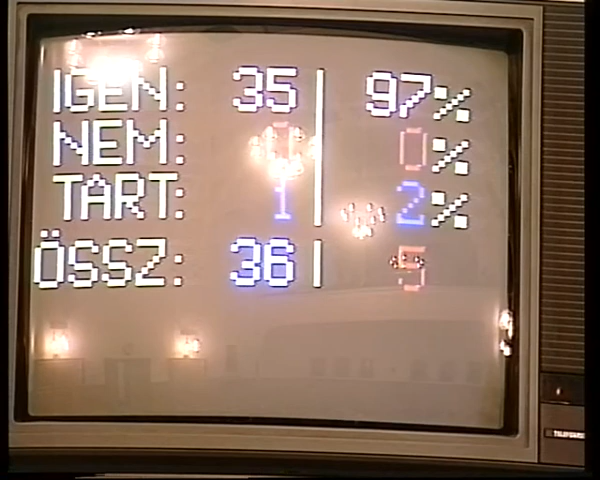 IGEN: 35 | 97%
NEM: 0 | 0%
TART: 1 | 2%
ÖSSZ: 36 | 5